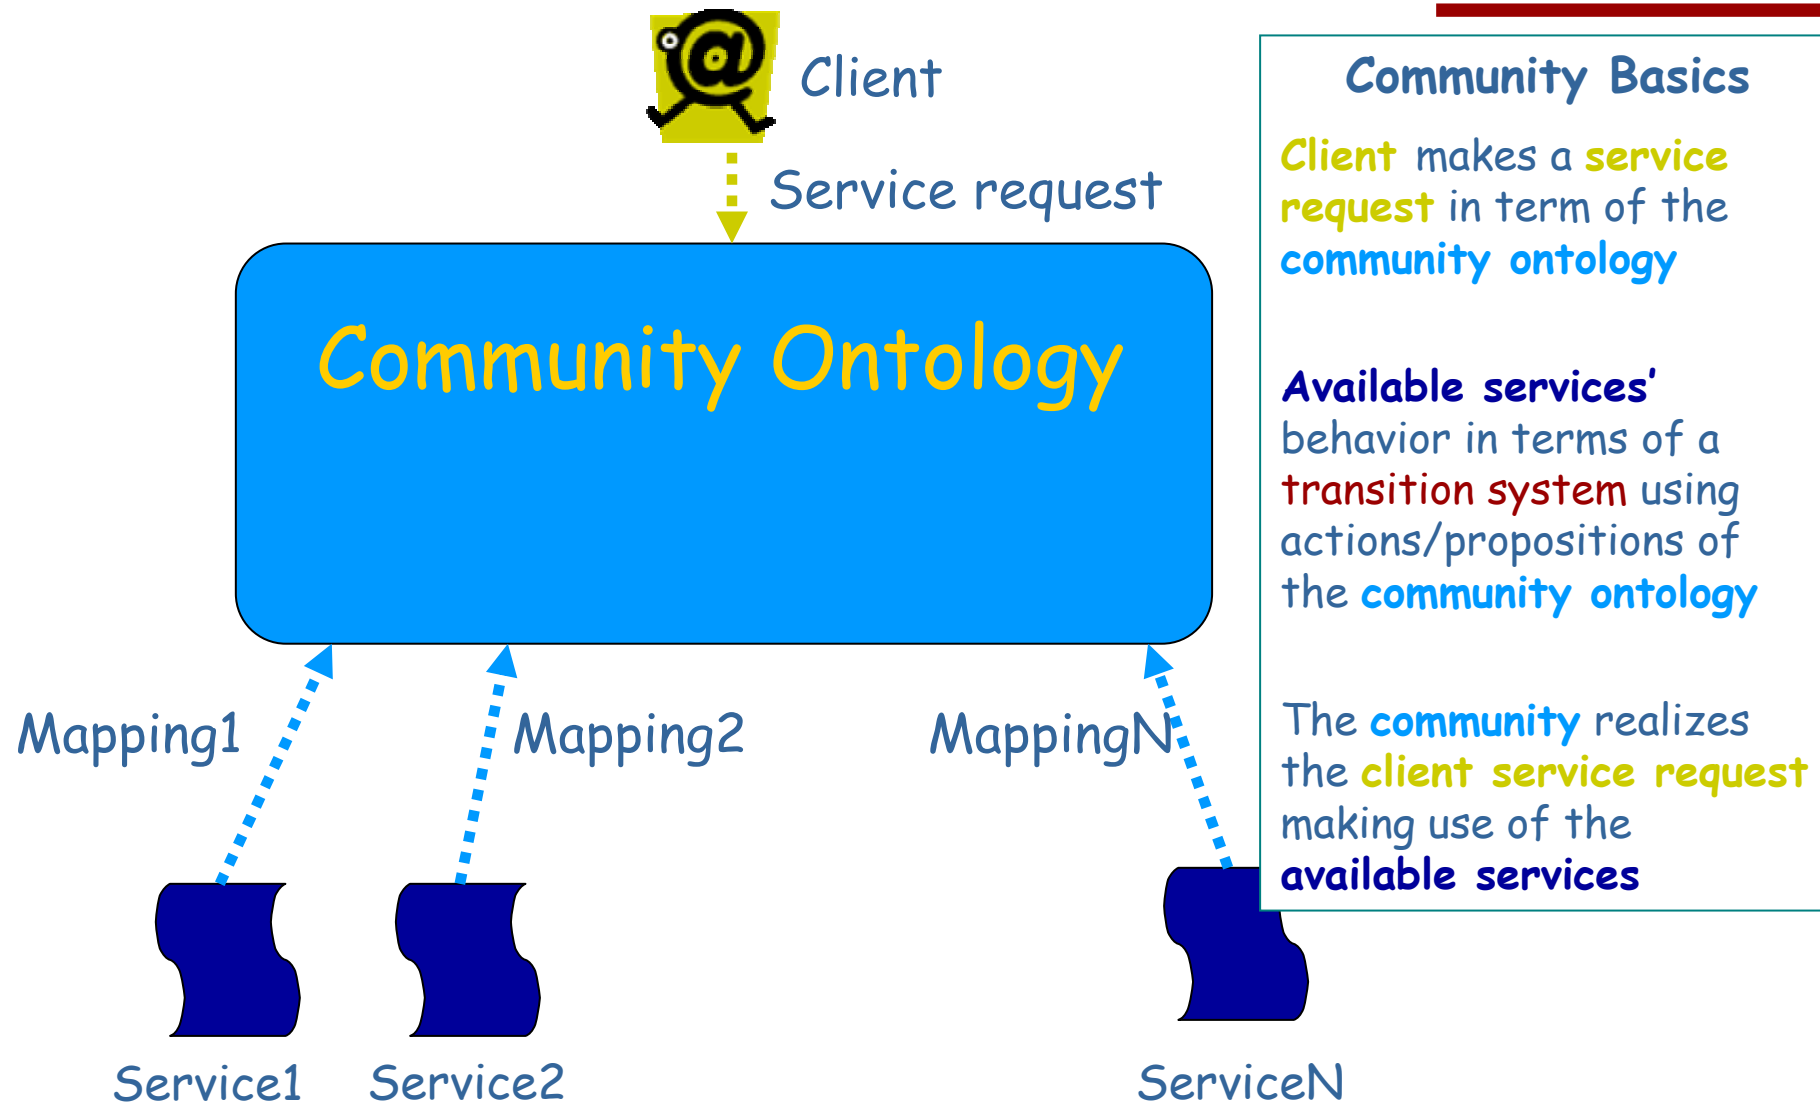 Client
Service request
Community Ontology
Mapping1
Mapping2
MappingN
Service1
Service2
ServiceN
Community Basics
Client makes a service
request in term of the
community ontology
Available services’
behavior in terms of a
transition system using
actions/propositions of
the community ontology
The community realizes
the client service request
making use of the
available services